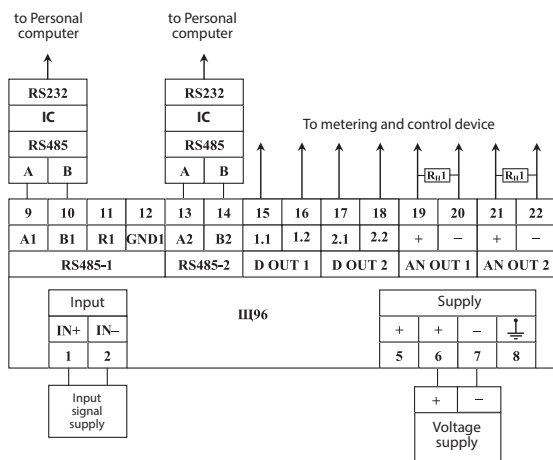 to Personal
computer
to Personal
computer
RS232
IC
RS485
A B
RS232
IC
RS485
A B
To metering and control device
R_H1
R_H1
9 10 11 12 13 14 15 16 17 18 19 20 21 22
A1 B1 R1 GND1 A2 B2 1.1 1.2 2.1 2.2 + – + –
RS485-1 RS485-2 D OUT 1 D OUT 2 AN OUT 1 AN OUT 2
Input
IN+ IN–
1 2
Щ96
Supply
+ + –
5 6 7 8
Input
signal
supply
+ –
Voltage
supply